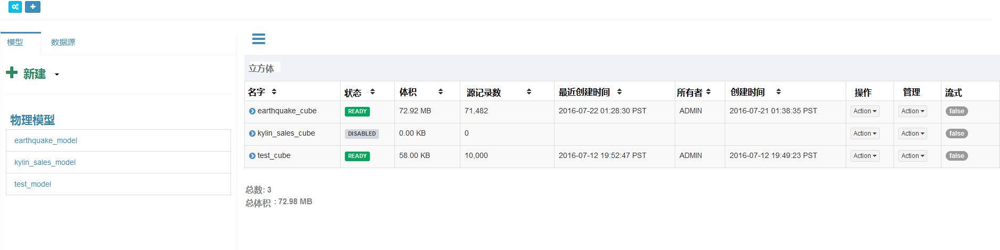 模型 数据源
新建
物理模型
earthquake_model
kylin_sales_model
test_model
立方体
名字 状态 体积 源记录数 最近创建时间 所有者 创建时间 操作 管理 流式
earthquake_cube READY 72.92 MB 71,482 2016-07-22 01:28:30 PST ADMIN 2016-07-21 01:38:35 PST Action Action false
kylin_sales_cube DISABLED 0.00 KB 0 Action Action false
test_cube READY 58.00 KB 10,000 2016-07-12 19:52:47 PST ADMIN 2016-07-12 19:49:23 PST Action Action false
总数: 3
总体积 : 72.98 MB